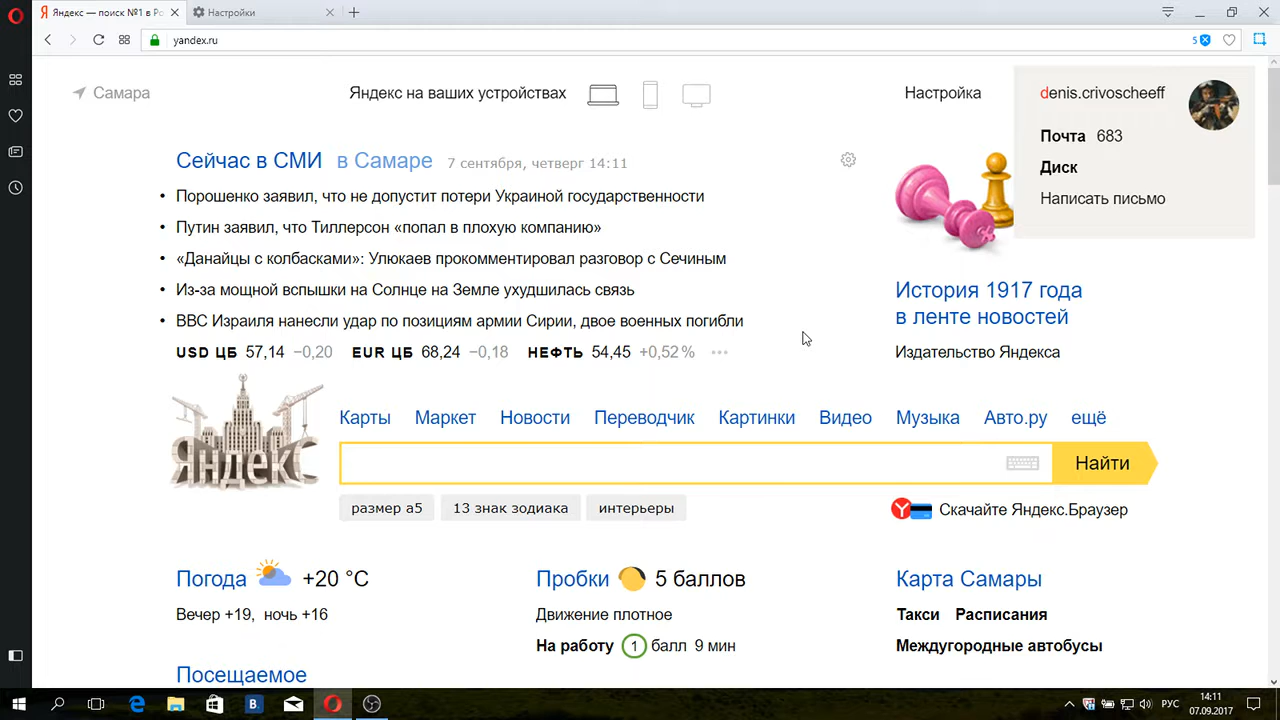 Яндекс — поиск №1 в Ро
Настройки
yandex.ru
5
Самара
Яндекс на ваших устройствах
Настройка
denis.crivoscheeff
Почта 683
Диск
Написать письмо
Сейчас в СМИ в Самаре 7 сентября, четверг 14:11
• Порошенко заявил, что не допустит потери Украиной государственности
• Путин заявил, что Тиллерсон «попал в плохую компанию»
• «Данайцы с колбасками»: Улюкаев прокомментировал разговор с Сечиным
• Из-за мощной вспышки на Солнце на Земле ухудшилась связь
• ВВС Израиля нанесли удар по позициям армии Сирии, двое военных погибли
USD ЦБ 57,14 −0,20 EUR ЦБ 68,24 −0,18 НЕФТЬ 54,45 +0,52 % •••
История 1917 года
в ленте новостей
Издательство Яндекса
Яндекс
Карты Маркет Новости Переводчик Картинки Видео Музыка Авто.ру ещё
Найти
размер а5 13 знак зодиака интерьеры
Скачайте Яндекс.Браузер
Погода +20 °C
Вечер +19, ночь +16
Пробки 5 баллов
Движение плотное
На работу 1 балл 9 мин
Карта Самары
Такси Расписания
Междугородные автобусы
Посещаемое
РУС
14:11
07.09.2017